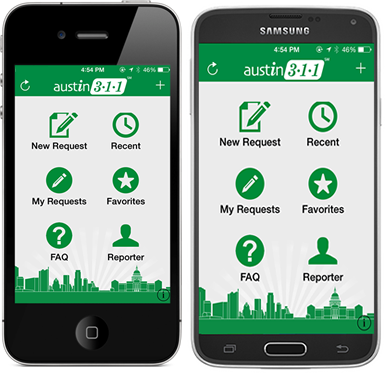 4:54 PM 46%
austin 3·1·1
New Request Recent
My Requests Favorites
FAQ Reporter
i
SAMSUNG
4:54 PM 46%
austin 3·1·1
New Request Recent
My Requests Favorites
FAQ Reporter
i